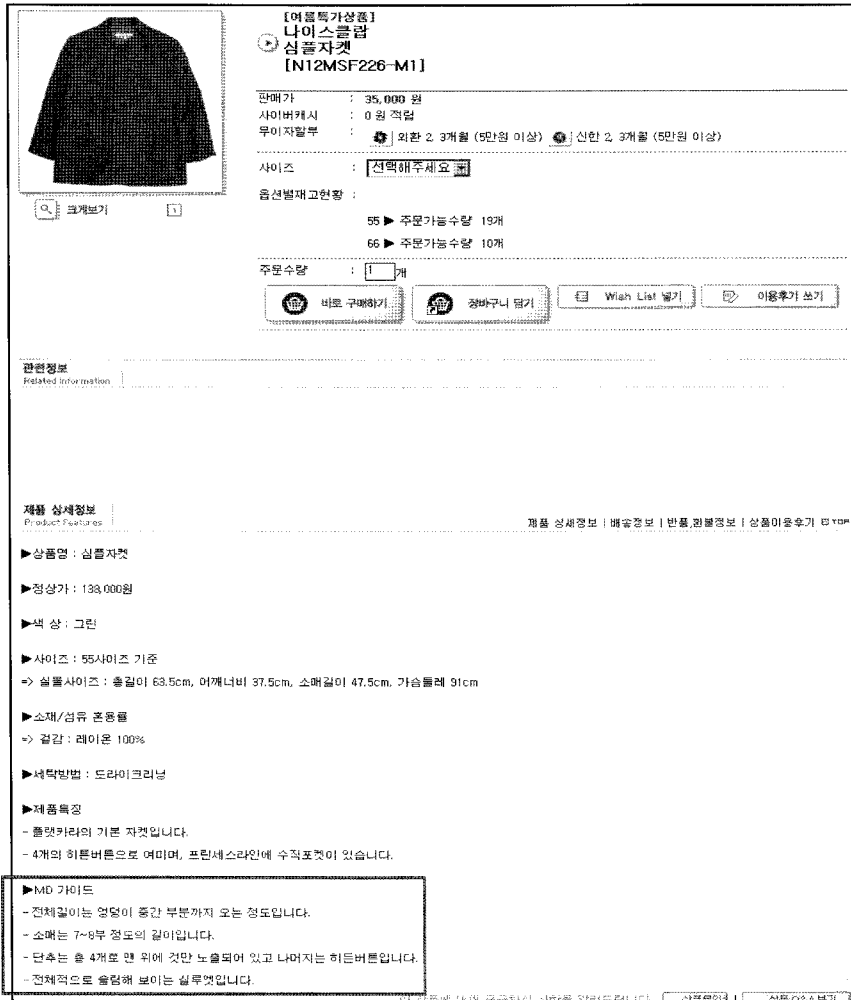 [여름특가상품]
나이스클랍
심플자켓
[N12MSF226-M1]
판매가 : 35,000 원
사이버캐시 : 0 원 적립
무이자할부 : 외환 2, 3개월 (5만원 이상) 신한 2, 3개월 (5만원 이상)
사이즈 : 선택해주세요
옵션별재고현황 :
크게보기 1
55 ▶ 주문가능수량 19개
66 ▶ 주문가능수량 10개
주문수량 : 1 개
바로 구매하기 장바구니 담기 Wish List 넣기 이용후기 쓰기
관련정보
Related Information
제품 상세정보
Product Features
제품 상세정보 | 배송정보 | 반품,환불정보 | 상품이용후기 TOP
▶상품명 : 심플자켓
▶정상가 : 138,000원
▶색 상 : 그린
▶사이즈 : 55사이즈 기준
=> 실물사이즈 : 총길이 63.5cm, 어깨너비 37.5cm, 소매길이 47.5cm, 가슴둘레 91cm
▶소재/섬유 혼용률
=> 겉감 : 레이온 100%
▶세탁방법 : 드라이크리닝
▶제품특징
- 플랫카라의 기본 자켓입니다.
- 4개의 히든버튼으로 여미며, 프린세스라인에 수직포켓이 있습니다.
▶MD 가이드
- 전체길이는 엉덩이 중간 부분까지 오는 정도입니다.
- 소매는 7~8부 정도의 길이입니다.
- 단추는 총 4개로 맨 위에 것만 노출되어 있고 나머지는 히든버튼입니다.
- 전체적으로 슬림해 보이는 실루엣입니다.